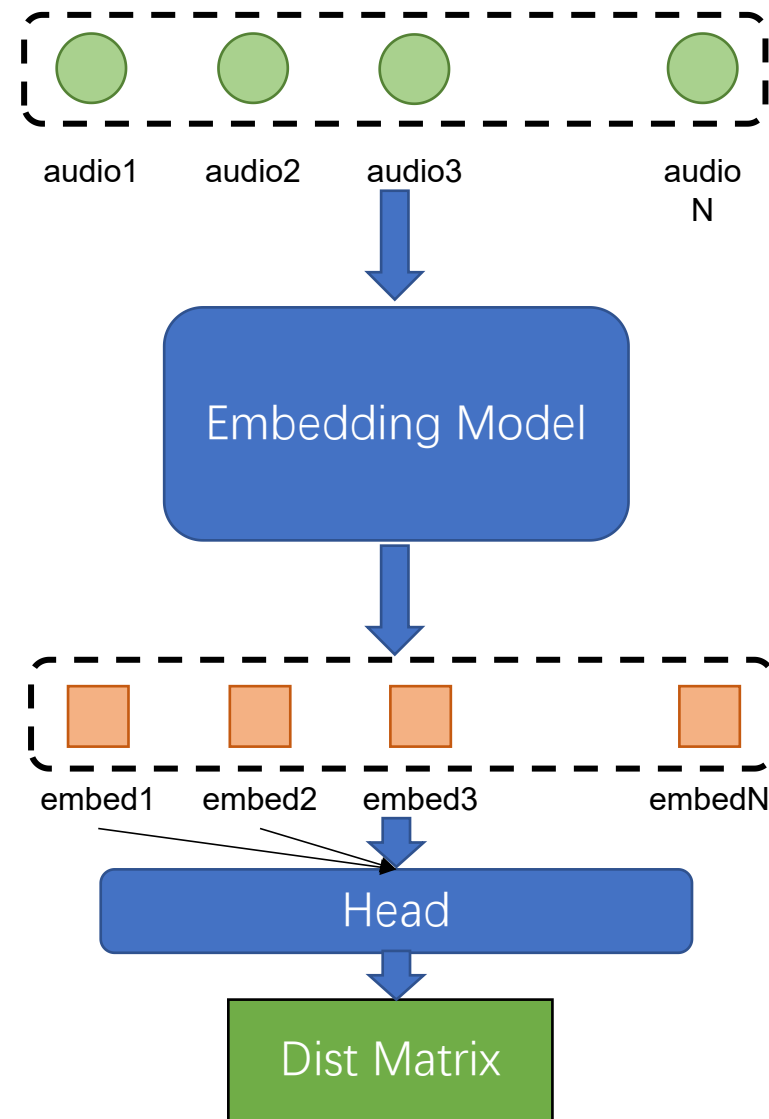 audio1 audio2 audio3 audio
N
Embedding Model
embed1 embed2 embed3 embedN
Head
Dist Matrix